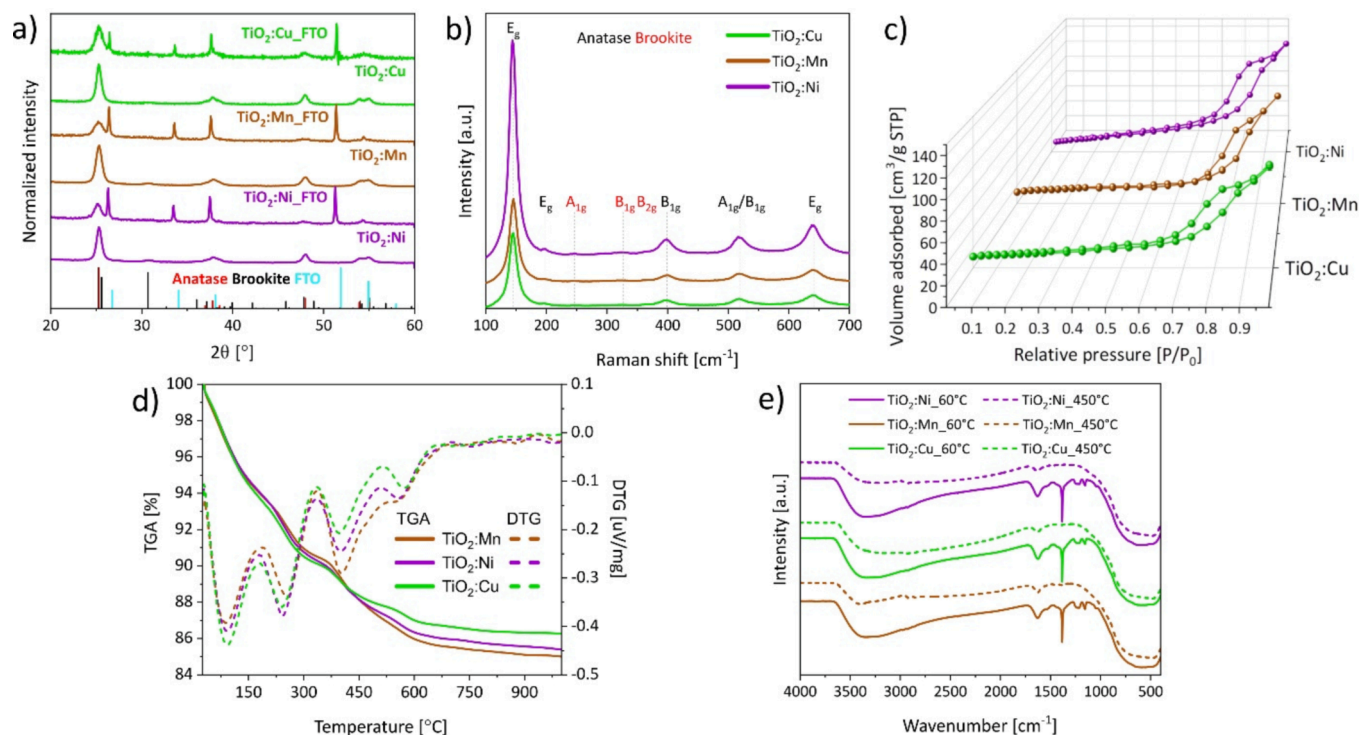 a)
TiO₂:Cu_FTO
TiO₂:Cu
TiO₂:Mn_FTO
TiO₂:Mn
TiO₂:Ni_FTO
TiO₂:Ni
Anatase Brookite FTO
Normalized intensity
20 30 40 50 60
2θ [°]
b)
Eg
Anatase Brookite
TiO₂:Cu
TiO₂:Mn
TiO₂:Ni
Eg A1g B1g B2g B1g A1g/B1g Eg
Intensity [a.u.]
100 200 300 400 500 600 700
Raman shift [cm⁻¹]
c)
150
140
120
100
80
60
40
20
0
Volume adsorbed [cm³/g STP]
TiO₂:Ni
TiO₂:Mn
TiO₂:Cu
0.1 0.2 0.3 0.4 0.5 0.6 0.7 0.8 0.9
Relative pressure [P/P₀]
d)
100
98
96
94
92
90
88
86
84
TGA [%]
TGA DTG
TiO₂:Mn
TiO₂:Ni
TiO₂:Cu
0.1
0.0
-0.1
-0.2
-0.3
-0.4
-0.5
DTG [uV/mg]
150 300 450 600 750 900
Temperature [°C]
e)
TiO₂:Ni_60°C TiO₂:Ni_450°C
TiO₂:Mn_60°C TiO₂:Mn_450°C
TiO₂:Cu_60°C TiO₂:Cu_450°C
Intensity [a.u.]
4000 3500 3000 2500 2000 1500 1000 500
Wavenumber [cm⁻¹]